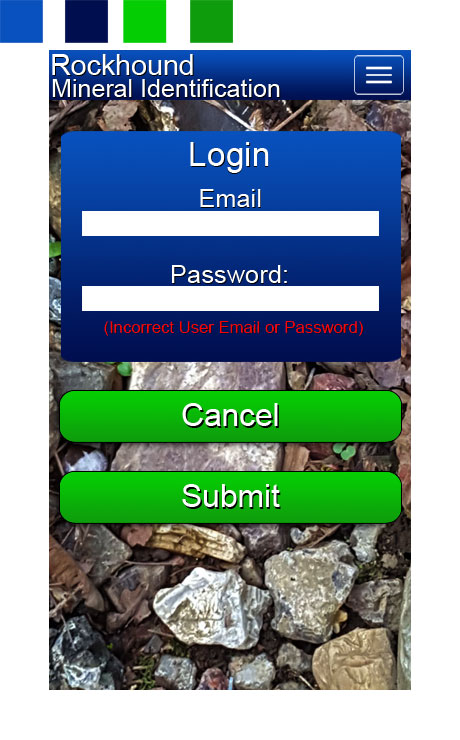 Rockhound
Mineral Identification
Login
Email
Password:
(Incorrect User Email or Password)
Cancel
Submit